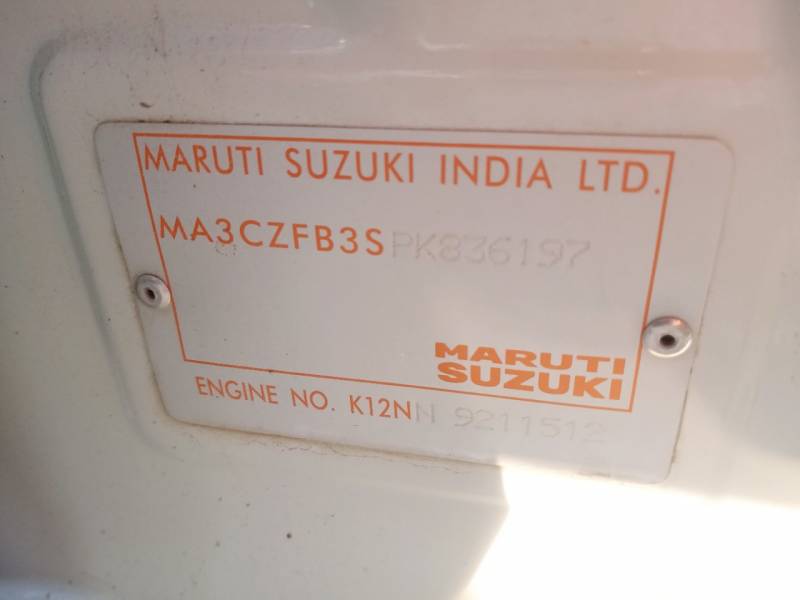 MARUTI SUZUKI INDIA LTD.
MA3CZFB3SPK836197
MARUTI
SUZUKI
ENGINE NO. K12NN 9211512